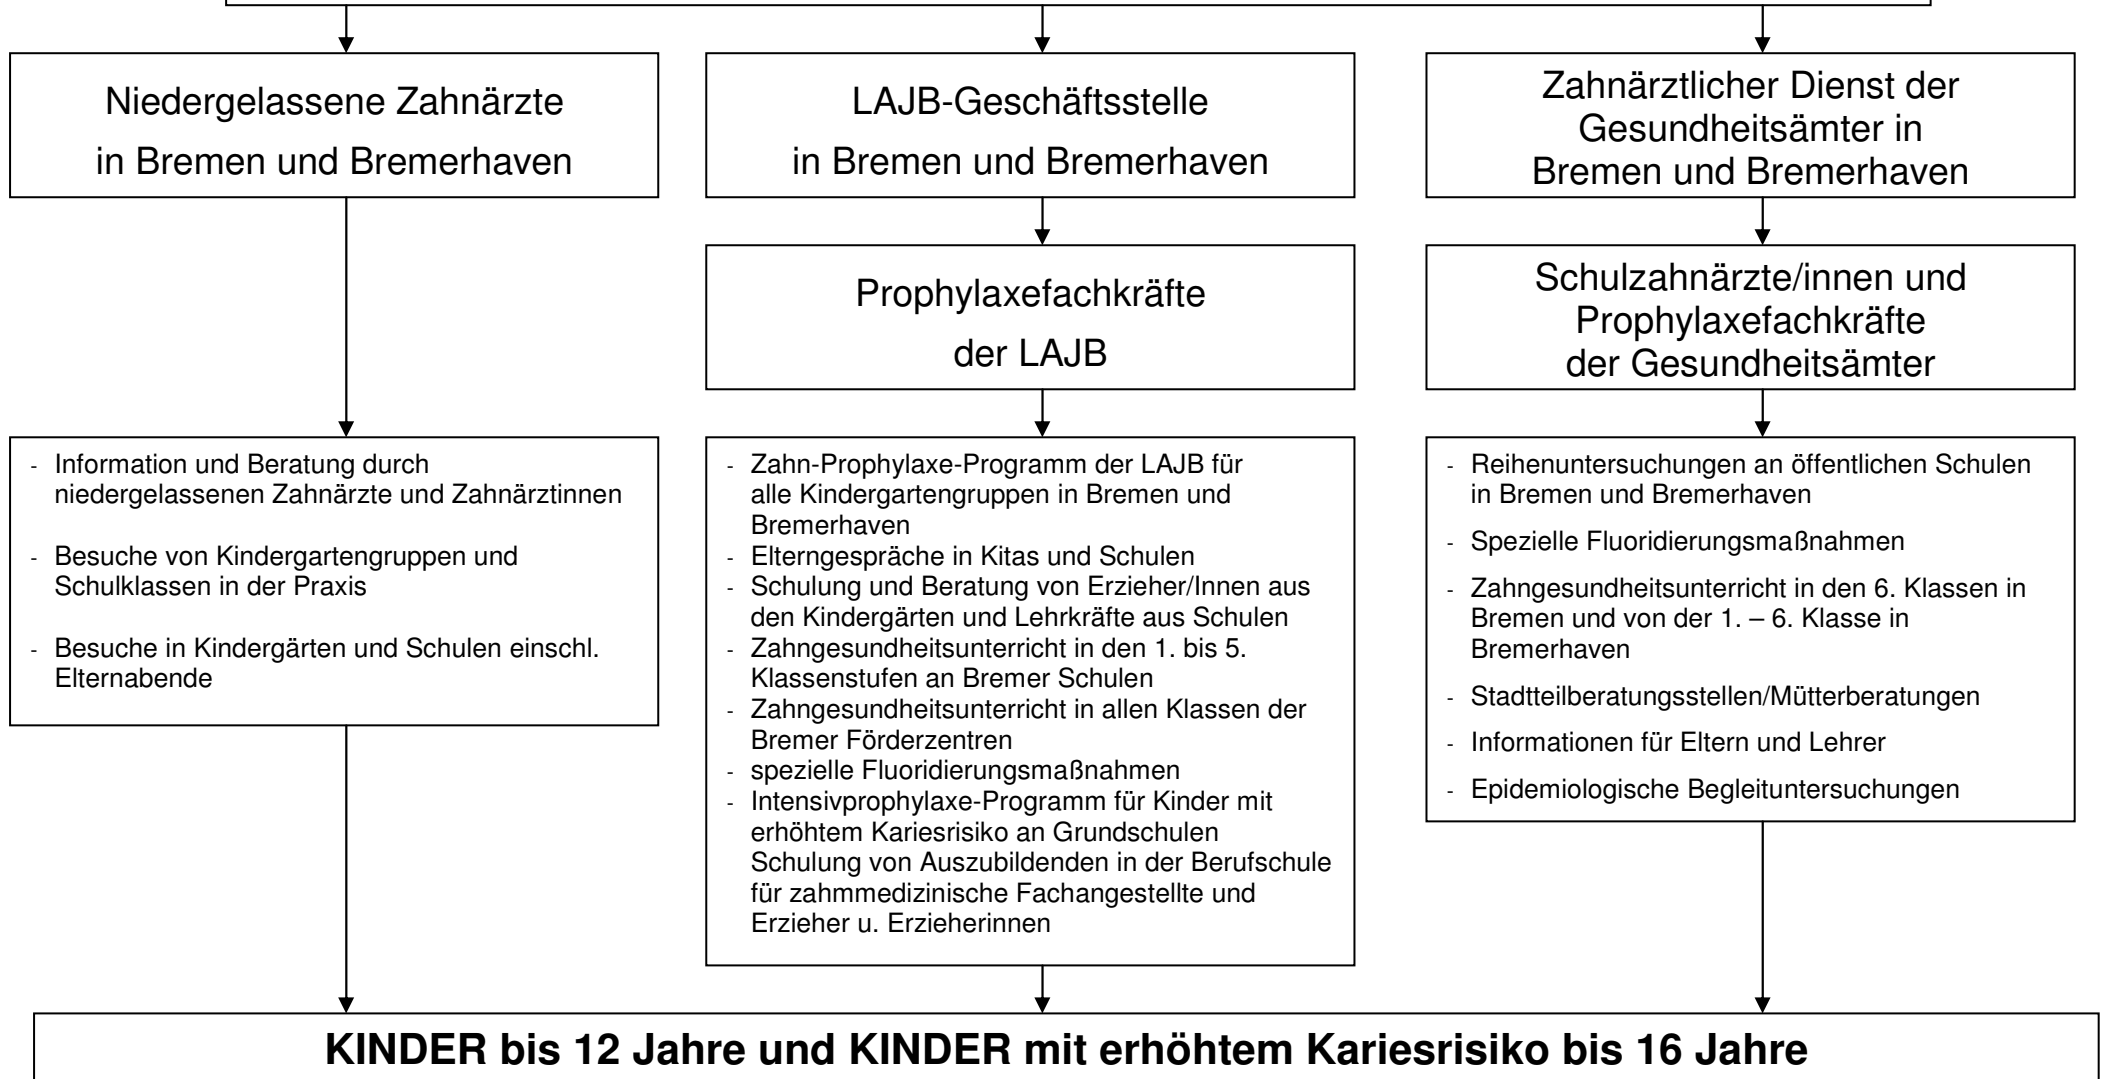 Niedergelassene Zahnärzte
in Bremen und Bremerhaven
LAJB-Geschäftsstelle
in Bremen und Bremerhaven
Zahnärztlicher Dienst der
Gesundheitsämter in
Bremen und Bremerhaven
Prophylaxefachkräfte
der LAJB
Schulzahnärzte/innen und
Prophylaxefachkräfte
der Gesundheitsämter
- Information und Beratung durch
niedergelassenen Zahnärzte und Zahnärztinnen
- Besuche von Kindergartengruppen und
Schulklassen in der Praxis
- Besuche in Kindergärten und Schulen einschl.
Elternabende
- Zahn-Prophylaxe-Programm der LAJB für
alle Kindergartengruppen in Bremen und
Bremerhaven
- Elterngespräche in Kitas und Schulen
- Schulung und Beratung von Erzieher/Innen aus
den Kindergärten und Lehrkräfte aus Schulen
- Zahngesundheitsunterricht in den 1. bis 5.
Klassenstufen an Bremer Schulen
- Zahngesundheitsunterricht in allen Klassen der
Bremer Förderzentren
- spezielle Fluoridierungsmaßnahmen
- Intensivprophylaxe-Programm für Kinder mit
erhöhtem Kariesrisiko an Grundschulen
Schulung von Auszubildenden in der Berufschule
für zahmmedizinische Fachangestellte und
Erzieher u. Erzieherinnen
- Reihenuntersuchungen an öffentlichen Schulen
in Bremen und Bremerhaven
- Spezielle Fluoridierungsmaßnahmen
- Zahngesundheitsunterricht in den 6. Klassen in
Bremen und von der 1. – 6. Klasse in
Bremerhaven
- Stadtteilberatungsstellen/Mütterberatungen
- Informationen für Eltern und Lehrer
- Epidemiologische Begleituntersuchungen
KINDER bis 12 Jahre und KINDER mit erhöhtem Kariesrisiko bis 16 Jahre